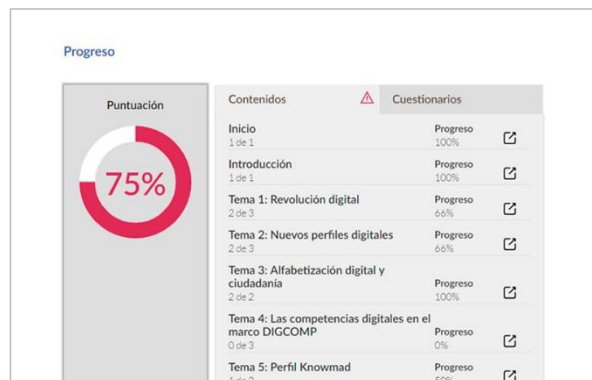 Progreso
Puntuación
75%
Contenidos
Cuestionarios
Inicio
1 de 1
Progreso
100%
Introducción
1 de 1
Progreso
100%
Tema 1: Revolución digital
2 de 3
Progreso
66%
Tema 2: Nuevos perfiles digitales
2 de 3
Progreso
66%
Tema 3: Alfabetización digital y
ciudadanía
2 de 2
Progreso
100%
Tema 4: Las competencias digitales en el
marco DIGCOMP
0 de 3
Progreso
0%
Tema 5: Perfil Knowmad
Progreso